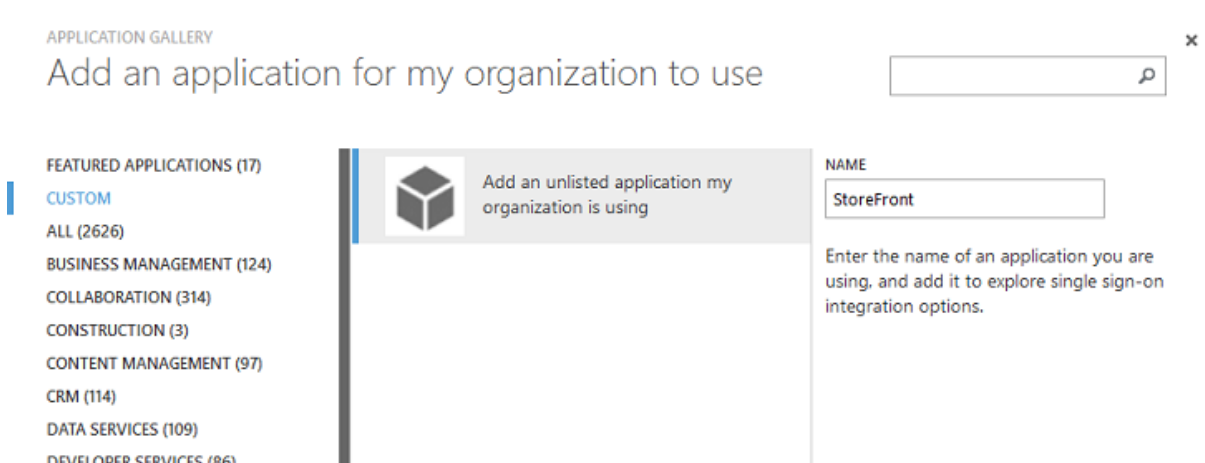 APPLICATION GALLERY
Add an application for my organization to use
FEATURED APPLICATIONS (17)
CUSTOM
ALL (2626)
BUSINESS MANAGEMENT (124)
COLLABORATION (314)
CONSTRUCTION (3)
CONTENT MANAGEMENT (97)
CRM (114)
DATA SERVICES (109)
DEVELOPER SERVICES (86)
Add an unlisted application my
organization is using
NAME
StoreFront
Enter the name of an application you are
using, and add it to explore single sign-on
integration options.